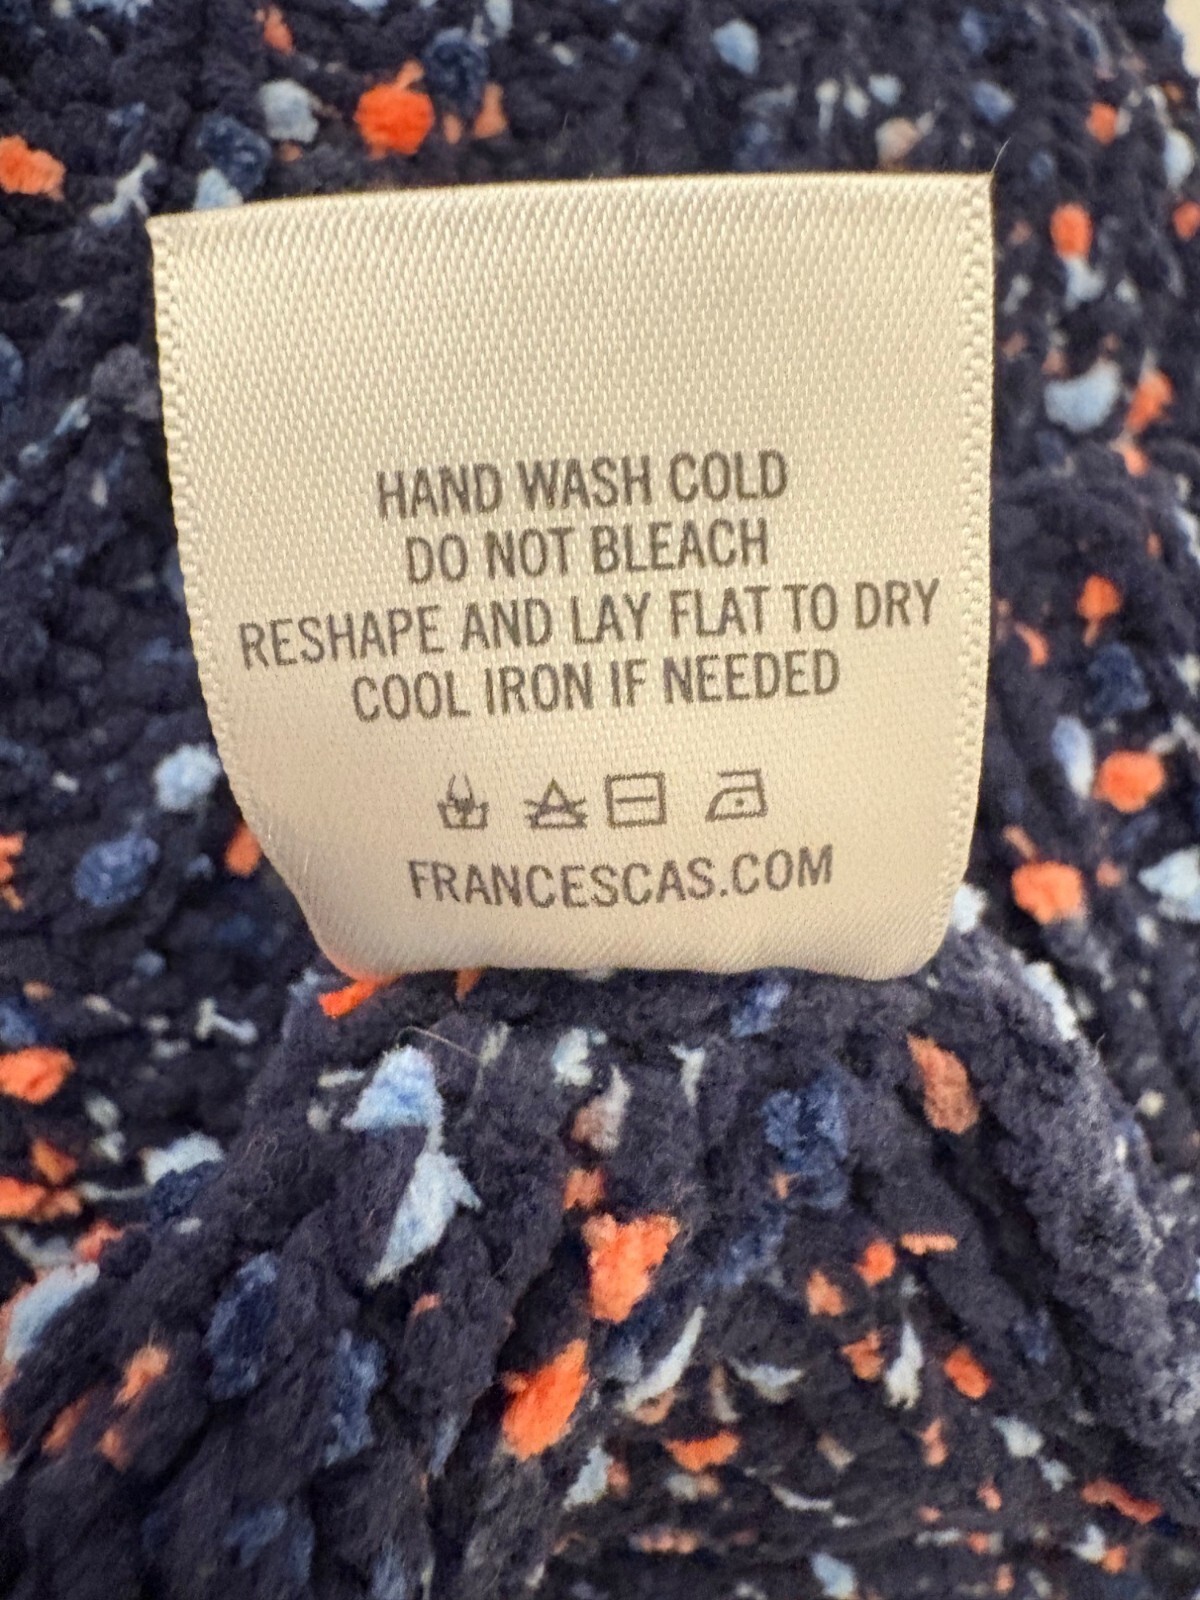 HAND WASH COLD
DO NOT BLEACH
RESHAPE AND LAY FLAT TO DRY
COOL IRON IF NEEDED
FRANCESCAS.COM